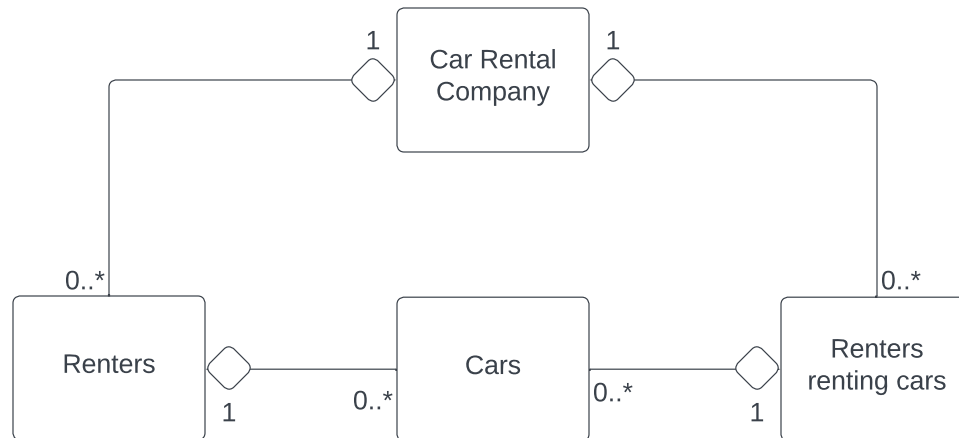 1
Car Rental
Company
1
0..*
0..*
Renters
Cars
Renters
renting cars
1
0..*
0..*
1